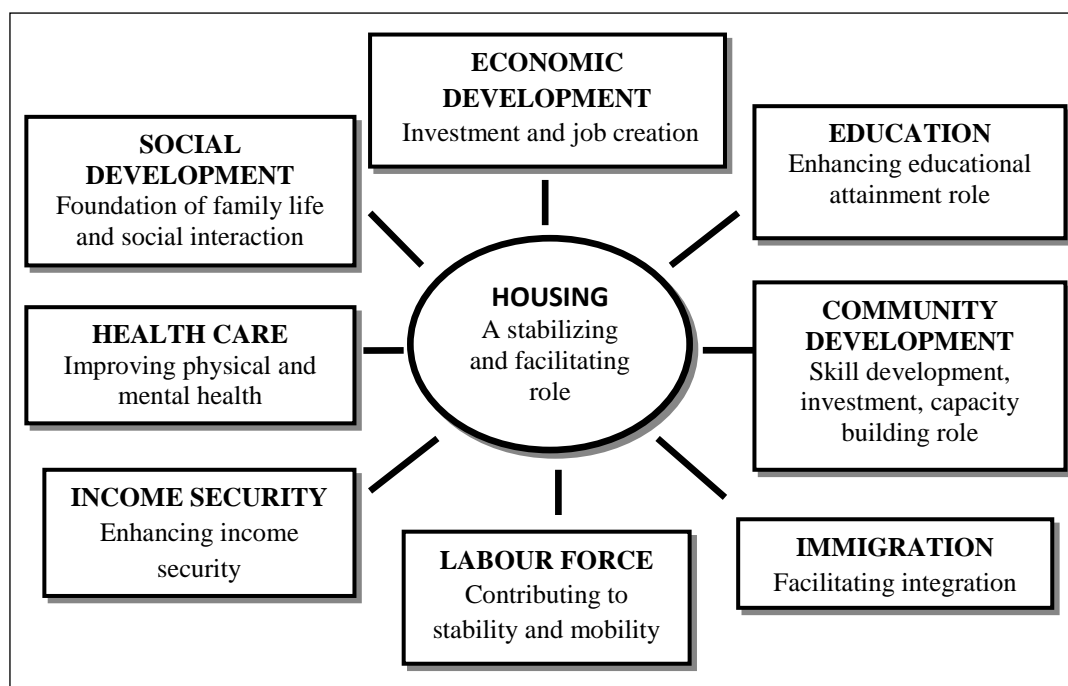 ECONOMIC
DEVELOPMENT
Investment and job creation
SOCIAL
DEVELOPMENT
Foundation of family life
and social interaction
EDUCATION
Enhancing educational
attainment role
HOUSING
A stabilizing
and facilitating
role
HEALTH CARE
Improving physical and
mental health
COMMUNITY
DEVELOPMENT
Skill development,
investment, capacity
building role
INCOME SECURITY
Enhancing income
security
LABOUR FORCE
Contributing to
stability and mobility
IMMIGRATION
Facilitating integration